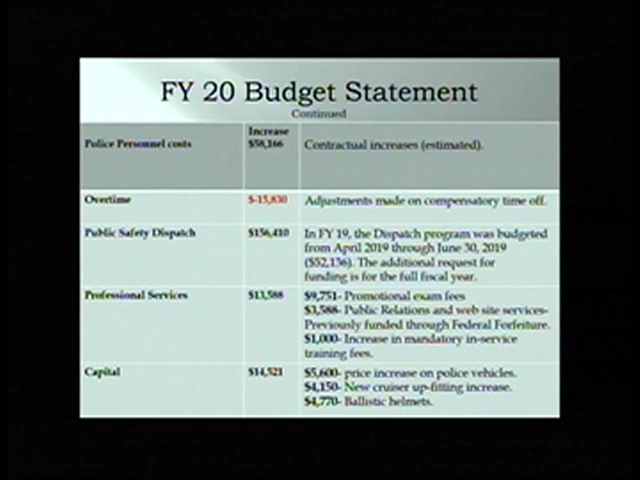 FY 20 Budget Statement
Continued
Police Personnel costs
Increase
$58,166
Contractual increases (estimated).
Overtime
$-15,830
Adjustments made on compensatory time off.
Public Safety Dispatch
$156,410
In FY 19, the Dispatch program was budgeted
from April 2019 through June 30, 2019
($52,136). The additional request for
funding is for the full fiscal year.
Professional Services
$13,588
$9,751- Promotional exam fees
$3,588- Public Relations and web site services-
Previously funded through Federal Forfeiture.
$1,000- Increase in mandatory in-service
training fees.
Capital
$14,521
$5,600- price increase on police vehicles.
$4,150- New cruiser up-fitting increase.
$4,770- Ballistic helmets.